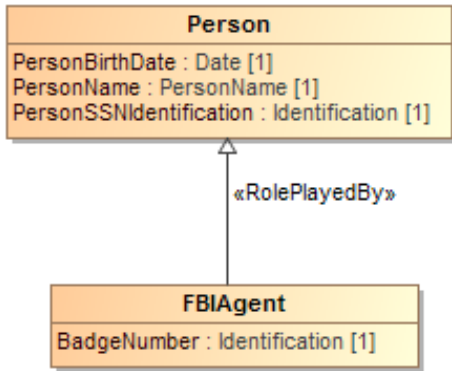 Person
PersonBirthDate : Date [1]
PersonName : PersonName [1]
PersonSSNIdentification : Identification [1]
«RolePlayedBy»
FBIAgent
BadgeNumber : Identification [1]